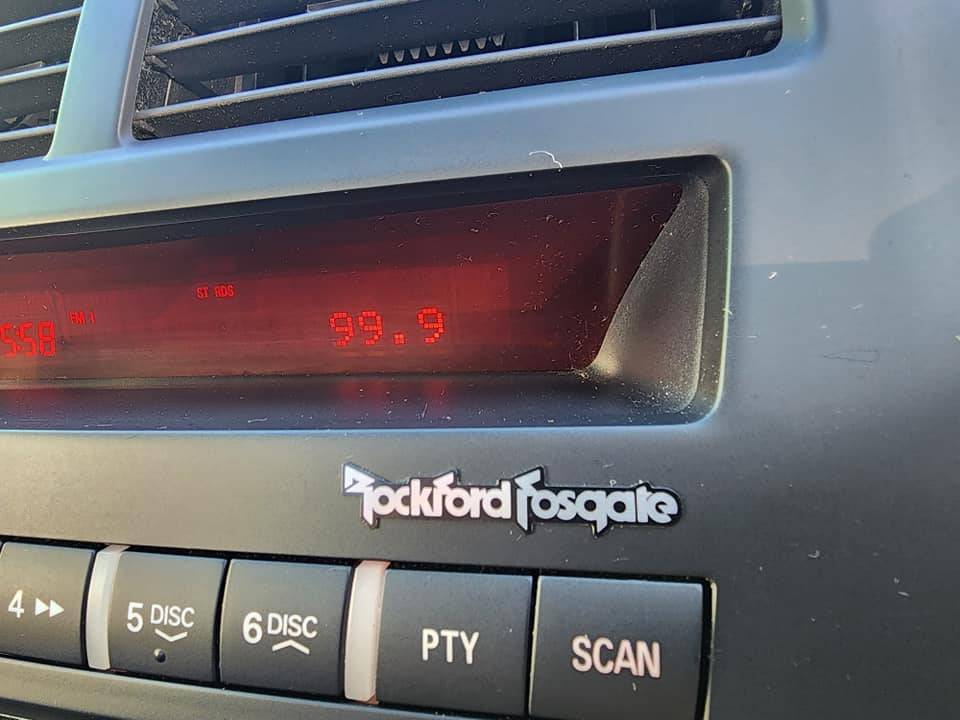 ST RDS
5:58 FM 1 99.9
Rockford Fosgate
4 5 DISC 6 DISC PTY SCAN